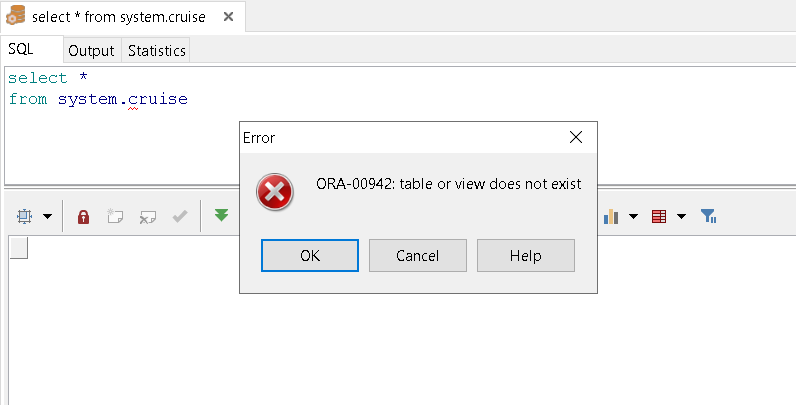 select * from system.cruise
SQL
Output
Statistics
select *
from system.cruise
Error
ORA-00942: table or view does not exist
OK
Cancel
Help